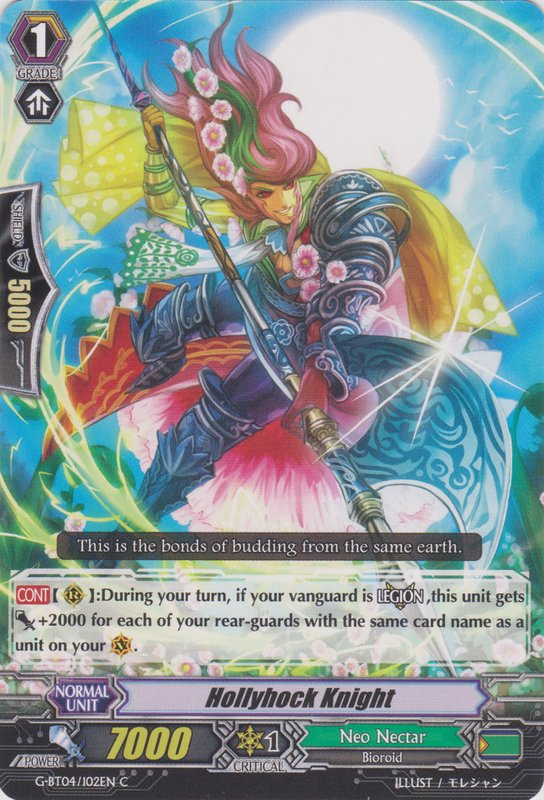 1
GRADE
SHIELD
5000
This is the bonds of budding from the same earth.
CONT【 R 】:During your turn, if your vanguard is LEGION ,this unit gets
+2000 for each of your rear-guards with the same card name as a
unit on your V .
NORMAL
UNIT
Hollyhock Knight
POWER 7000
1
CRITICAL
Neo Nectar
Bioroid
G-BT04/102EN C
ILLUST / モレシャン